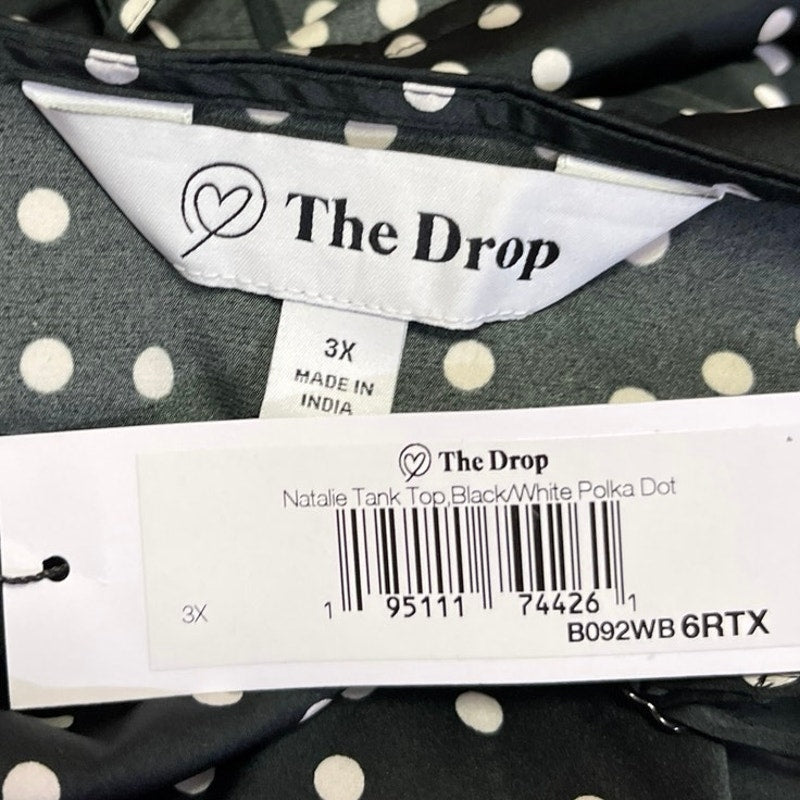 The Drop
3X
MADE IN
INDIA
The Drop
Natalie Tank Top,Black/White Polka Dot
3X
1 95111 74426 1
B092WB 6RTX